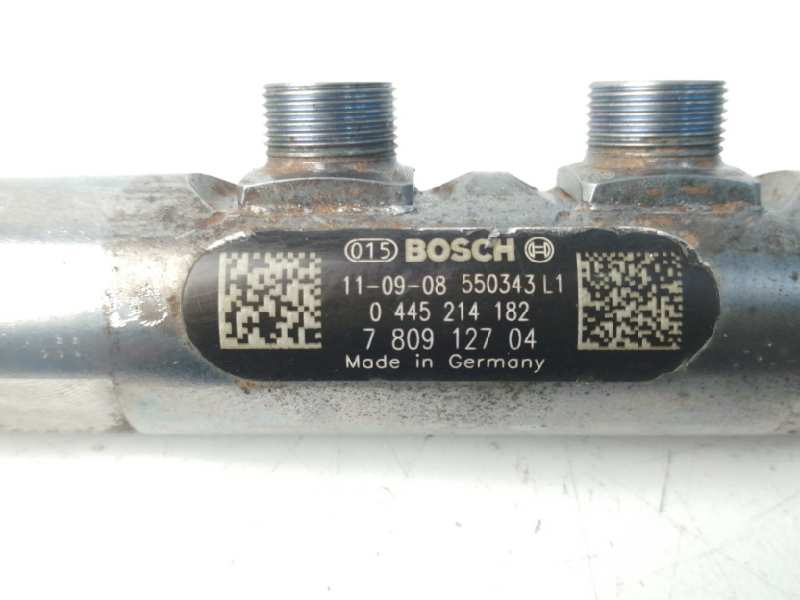 015 BOSCH
11-09-08 550343 L1
0 445 214 182
7 809 127 04
Made in Germany